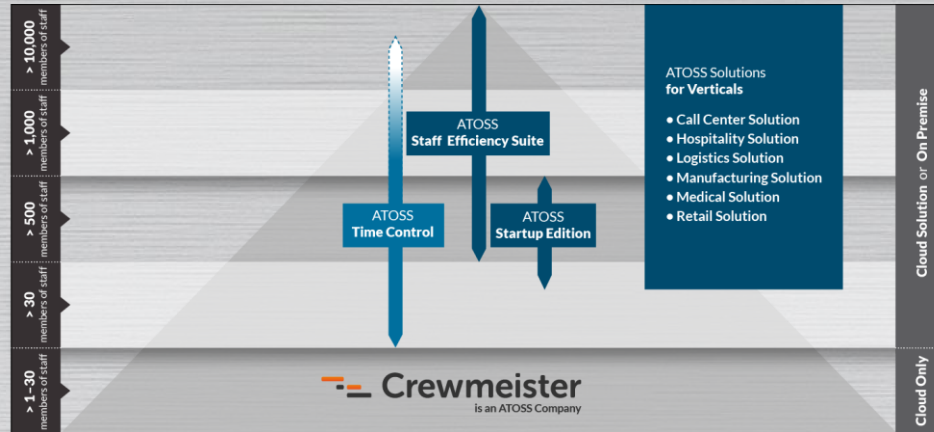 > 10,000
members of staff
> 1,000
members of staff
> 500
members of staff
> 30
members of staff
> 1–30
members of staff
ATOSS
Staff Efficiency Suite
ATOSS
Time Control
ATOSS
Startup Edition
ATOSS Solutions
for Verticals
● Call Center Solution
● Hospitality Solution
● Logistics Solution
● Manufacturing Solution
● Medical Solution
● Retail Solution
Crewmeister
is an ATOSS Company
Cloud Solution or On Premise
Cloud Only